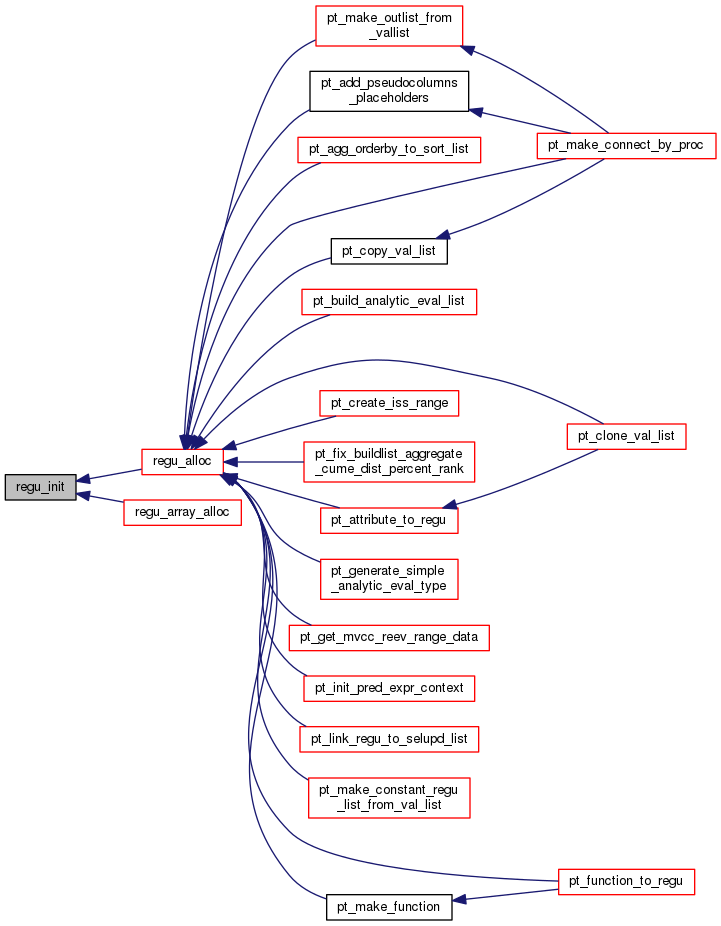 pt_make_outlist_from
_vallist
pt_add_pseudocolumns
_placeholders
pt_make_connect_by_proc
pt_agg_orderby_to_sort_list
pt_copy_val_list
pt_build_analytic_eval_list
pt_create_iss_range
pt_clone_val_list
regu_alloc
pt_fix_buildlist_aggregate
_cume_dist_percent_rank
regu_init
regu_array_alloc
pt_attribute_to_regu
pt_generate_simple
_analytic_eval_type
pt_get_mvcc_reev_range_data
pt_init_pred_expr_context
pt_link_regu_to_selupd_list
pt_make_constant_regu
_list_from_val_list
pt_function_to_regu
pt_make_function